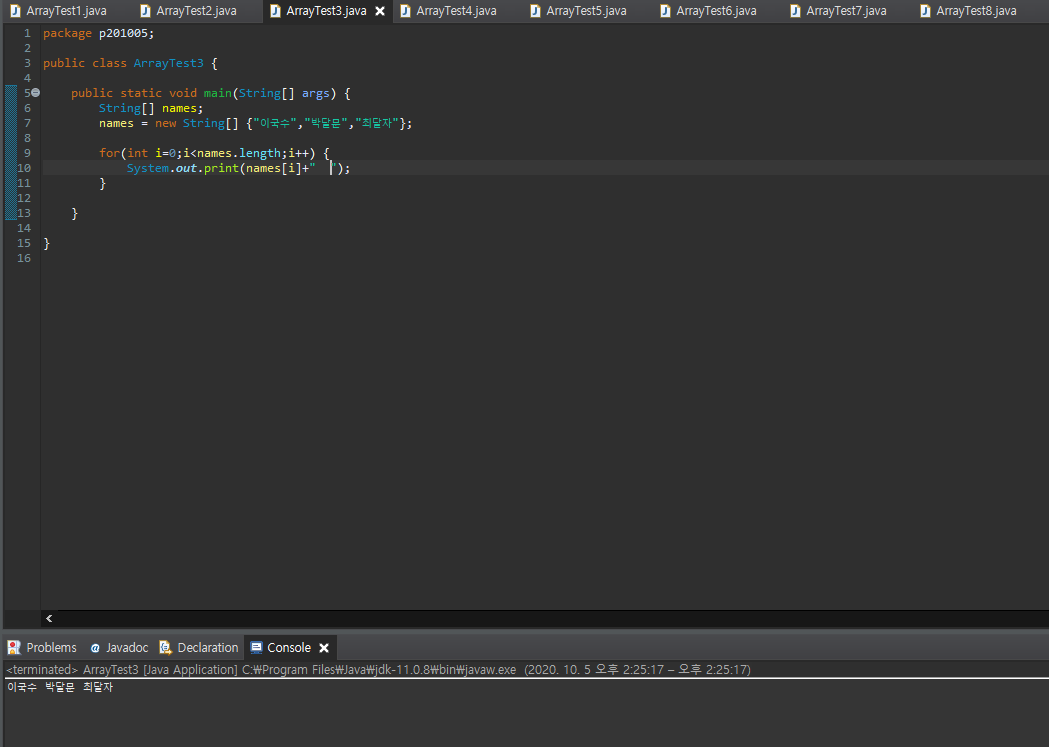 ArrayTest1.java ArrayTest2.java ArrayTest3.java ArrayTest4.java ArrayTest5.java ArrayTest6.java ArrayTest7.java ArrayTest8.java
1 package p201005;
2
3 public class ArrayTest3 {
4
5 public static void main(String[] args) {
6 String[] names;
7 names = new String[] {"이국수","박달문","최달자"};
8
9 for(int i=0;i<names.length;i++) {
10 System.out.print(names[i]+"  ");
11 }
12
13 }
14
15 }
16
Problems Javadoc Declaration Console
<terminated> ArrayTest3 [Java Application] C:₩Program Files₩Java₩jdk-11.0.8₩bin₩javaw.exe (2020. 10. 5 오후 2:25:17 – 오후 2:25:17)
이국수 박달문 최달자